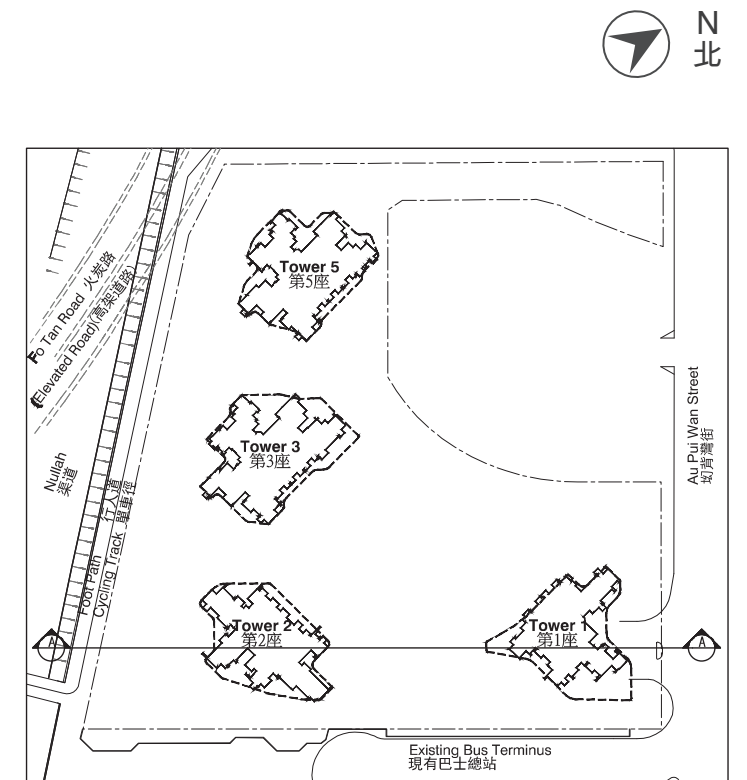 N
北
Tower 5
第5座
Fo Tan Road 火炭路
(Elevated Road)(高架道路)
Au Pui Wan Street
坳背灣街
Tower 3
第3座
Nullah
渠道
Foot Path 行人道
Cycling Track 單車徑
Tower 2
第2座
Tower 1
第1座
A
A
Existing Bus Terminus
現有巴士總站